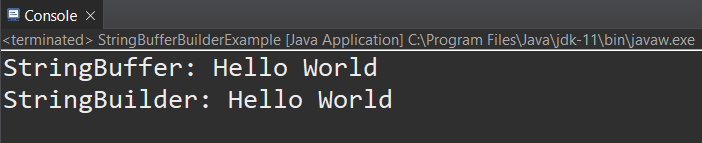 Console
<terminated> StringBufferBuilderExample [Java Application] C:\Program Files\Java\jdk-11\bin\javaw.exe
StringBuffer: Hello World
StringBuilder: Hello World